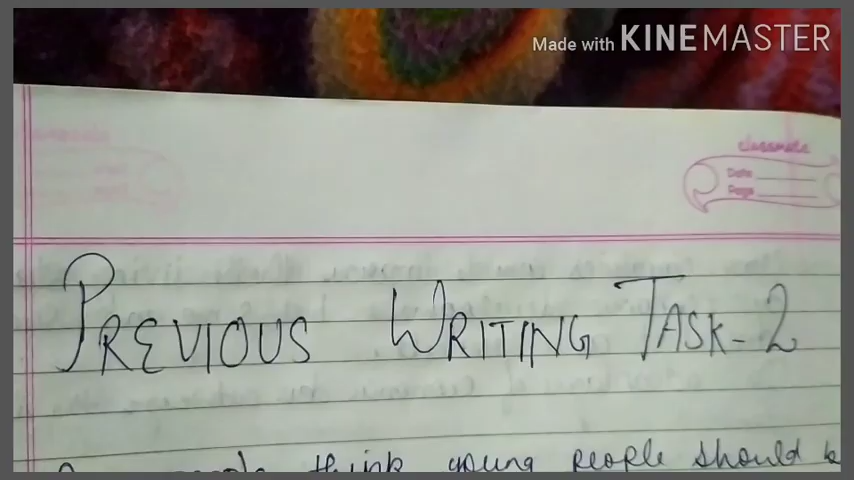 Made with KINEMASTER
classmate
Date
Page
PREVIOUS WRITING TASK-2
think young people should